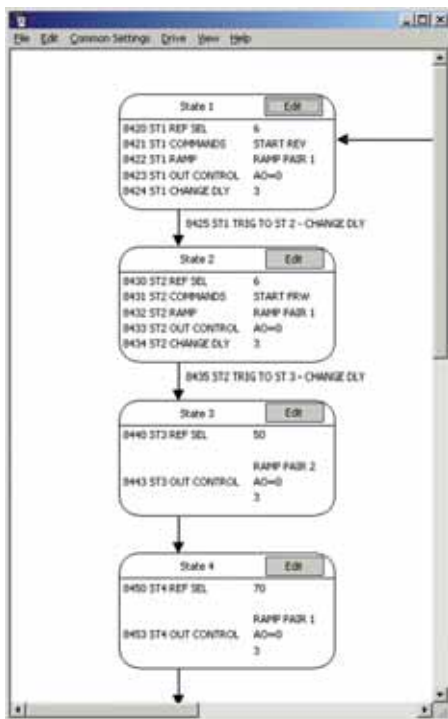 File Edit Common Settings Drive View Help
State 1 Edit
8420 ST1 REF SEL 6
8421 ST1 COMMANDS START REV
8422 ST1 RAMP RAMP PAIR 1
8423 ST1 OUT CONTROL AO=0
8424 ST1 CHANGE DLY 3
8425 ST1 TRIG TO ST 2 - CHANGE DLY
State 2 Edit
8430 ST2 REF SEL 6
8431 ST2 COMMANDS START FRW
8432 ST2 RAMP RAMP PAIR 1
8433 ST2 OUT CONTROL AO=0
8434 ST2 CHANGE DLY 3
8435 ST2 TRIG TO ST 3 - CHANGE DLY
State 3 Edit
8440 ST3 REF SEL 50
RAMP PAIR 2
8443 ST3 OUT CONTROL AO=0
3
State 4 Edit
8450 ST4 REF SEL 70
RAMP PAIR 1
8453 ST4 OUT CONTROL AO=0
3